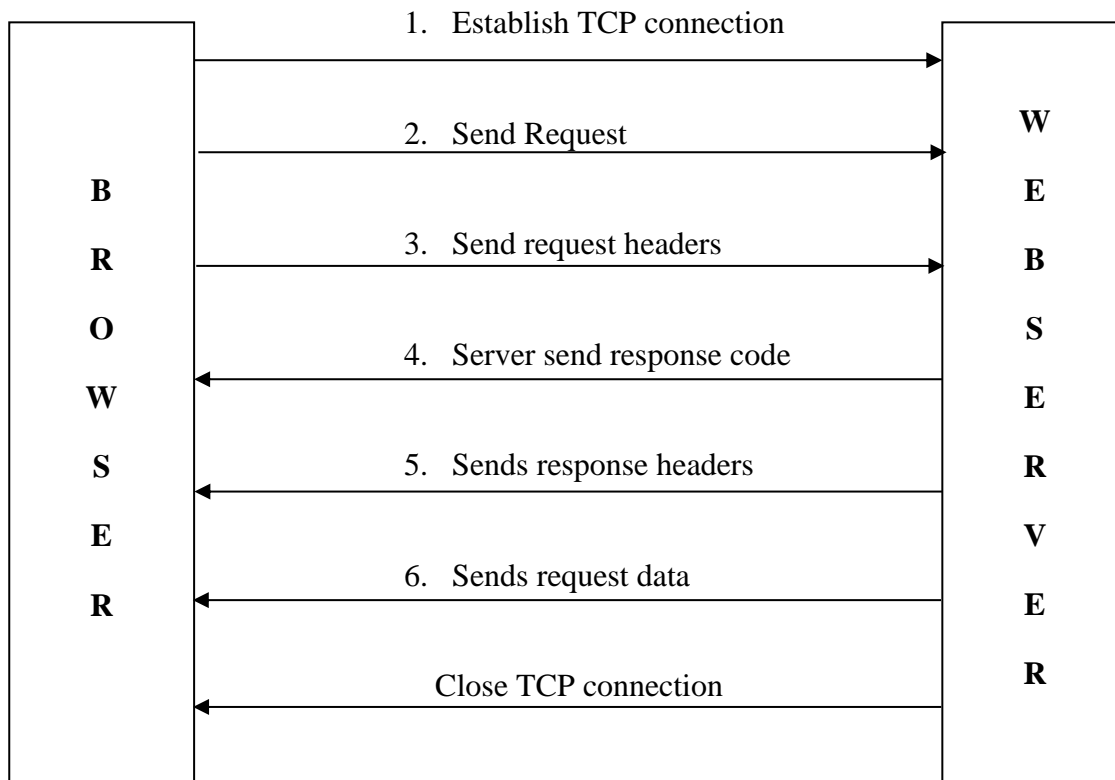 1. Establish TCP connection
2. Send Request
3. Send request headers
4. Server send response code
5. Sends response headers
6. Sends request data
Close TCP connection
B
R
O
W
S
E
R
W
E
B
S
E
R
V
E
R